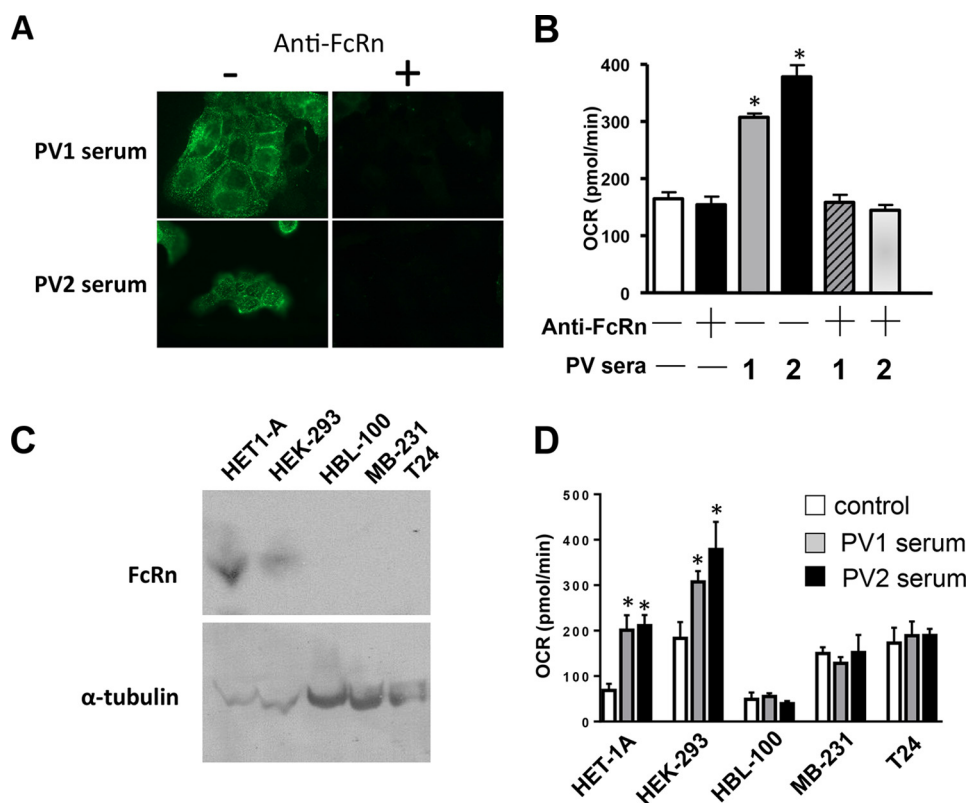 A
Anti-FcRn
- +
PV1 serum
PV2 serum
B
OCR (pmol/min)
400
300
200
100
0
* *
Anti-FcRn — + — — + +
PV sera — — 1 2 1 2
C
HET1-A HEK-293 HBL-100 MB-231 T24
FcRn
α-tubulin
D
OCR (pmol/min)
500
400
300
200
100
0
* * * *
control
PV1 serum
PV2 serum
HET-1A HEK-293 HBL-100 MB-231 T24